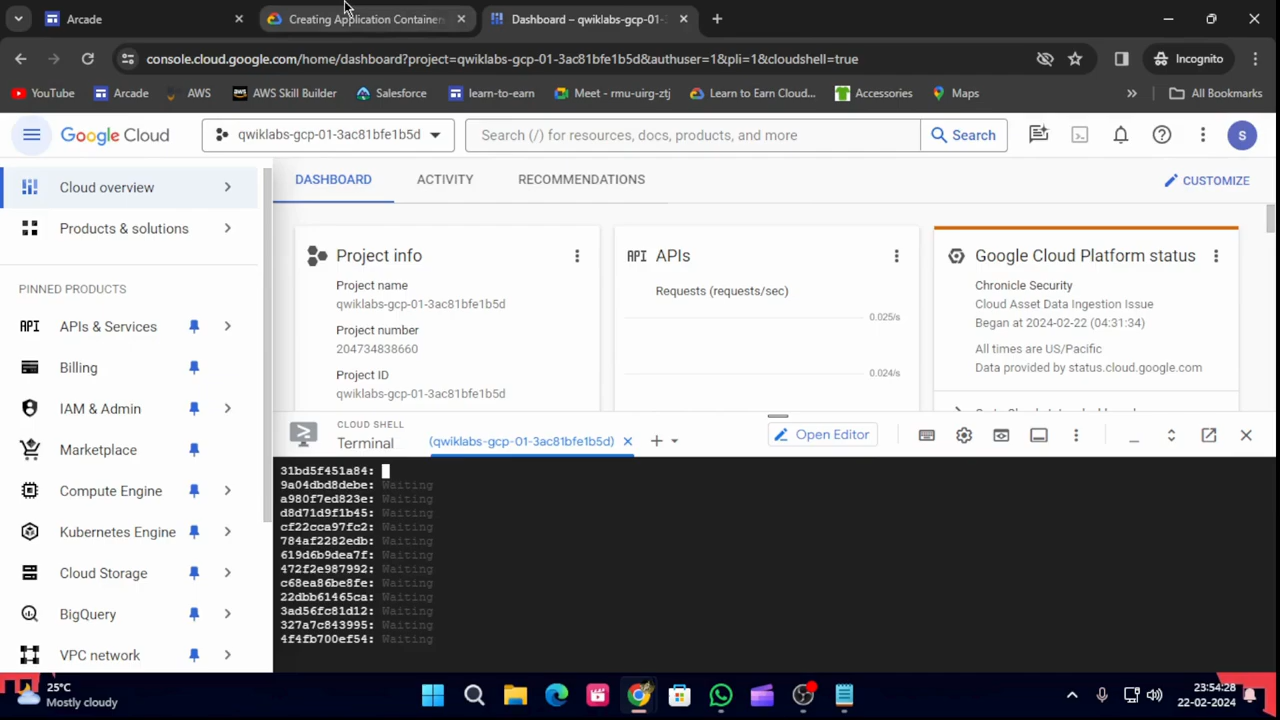 Arcade
Creating Application Containers
Dashboard – qwiklabs-gcp-01-
console.cloud.google.com/home/dashboard?project=qwiklabs-gcp-01-3ac81bfe1b5d&authuser=1&pli=1&cloudshell=true
Incognito
YouTube
Arcade
AWS
AWS Skill Builder
Salesforce
learn-to-earn
Meet - rmu-uirg-ztj
Learn to Earn Cloud...
Accessories
Maps
»
All Bookmarks
Google Cloud
qwiklabs-gcp-01-3ac81bfe1b5d
Search (/) for resources, docs, products, and more
Search
S
Cloud overview
Products & solutions
PINNED PRODUCTS
API APIs & Services
Billing
IAM & Admin
Marketplace
Compute Engine
Kubernetes Engine
Cloud Storage
BigQuery
VPC network
DASHBOARD
ACTIVITY
RECOMMENDATIONS
CUSTOMIZE
Project info
Project name
qwiklabs-gcp-01-3ac81bfe1b5d
Project number
204734838660
Project ID
qwiklabs-gcp-01-3ac81bfe1b5d
API APIs
Requests (requests/sec)
0.025/s
0.024/s
Google Cloud Platform status
Chronicle Security
Cloud Asset Data Ingestion Issue
Began at 2024-02-22 (04:31:34)
All times are US/Pacific
Data provided by status.cloud.google.com
CLOUD SHELL
Terminal
(qwiklabs-gcp-01-3ac81bfe1b5d)
Open Editor
31bd5f451a84:
9a04dbd8debe: Waiting
a980f7ed823e: Waiting
d8d71d9f1b45: Waiting
cf22cca97fc2: Waiting
784af2282edb: Waiting
619d6b9dea7f: Waiting
472f2e987992: Waiting
c68ea86be8fe: Waiting
22dbb61465ca: Waiting
3ad56fc81d12: Waiting
327a7c843995: Waiting
4f4fb700ef54: Waiting
25°C
Mostly cloudy
23:54:28
22-02-2024